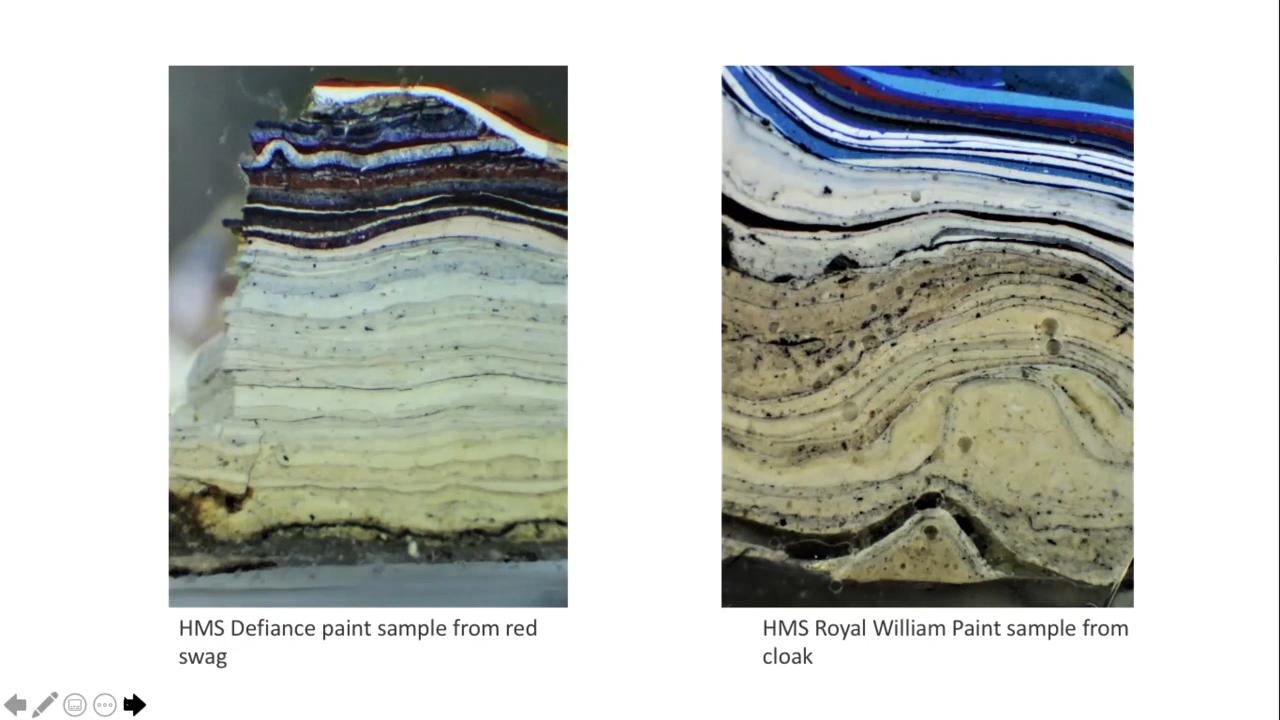 HMS Defiance paint sample from red
swag
HMS Royal William Paint sample from
cloak